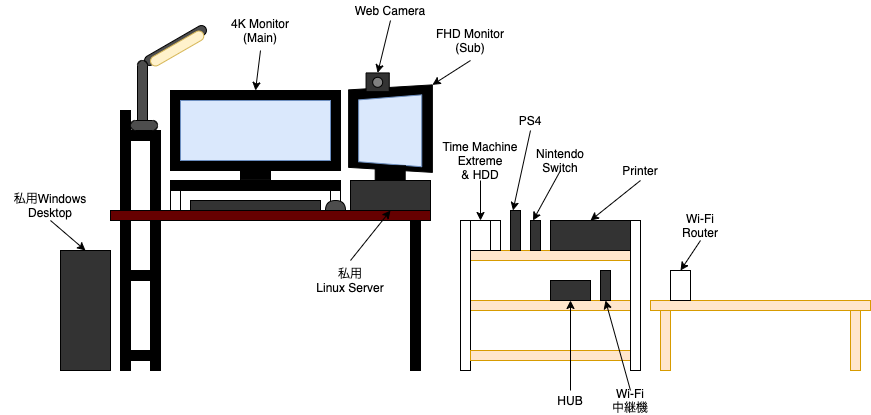 Web Camera
4K Monitor
(Main)
FHD Monitor
(Sub)
PS4
Time Machine
Extreme
& HDD
Nintendo
Switch
Printer
私用Windows
Desktop
Wi-Fi
Router
私用
Linux Server
HUB
Wi-Fi
中継機